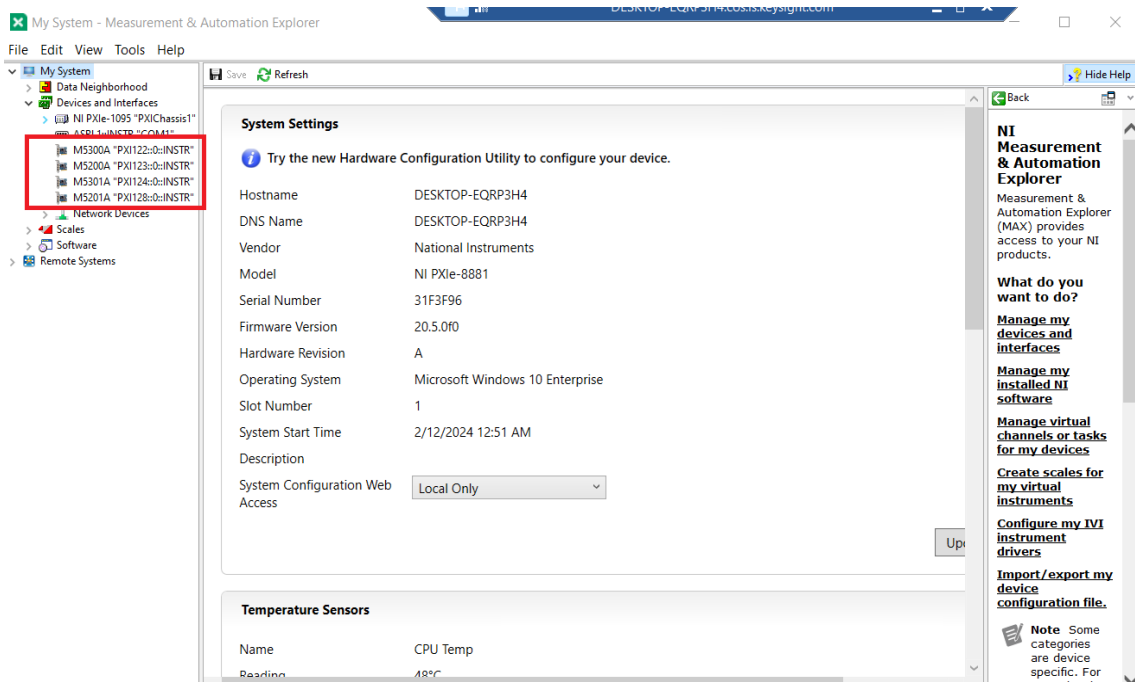 My System - Measurement & Automation Explorer
DESKTOP-EQRP3H4.cos.is.keysight.com
File Edit View Tools Help
My System
Data Neighborhood
Devices and Interfaces
NI PXIe-1095 "PXIChassis1"
ASRL1::INSTR "COM1"
M5300A "PXI122::0::INSTR"
M5200A "PXI123::0::INSTR"
M5301A "PXI124::0::INSTR"
M5201A "PXI128::0::INSTR"
Network Devices
Scales
Software
Remote Systems
Save Refresh
Hide Help
System Settings
Try the new Hardware Configuration Utility to configure your device.
Hostname DESKTOP-EQRP3H4
DNS Name DESKTOP-EQRP3H4
Vendor National Instruments
Model NI PXIe-8881
Serial Number 31F3F96
Firmware Version 20.5.0f0
Hardware Revision A
Operating System Microsoft Windows 10 Enterprise
Slot Number 1
System Start Time 2/12/2024 12:51 AM
Description
System Configuration Web
Access
Local Only
Temperature Sensors
Name CPU Temp
Reading 48°C
Back
NI
Measurement
& Automation
Explorer
Measurement &
Automation Explorer
(MAX) provides
access to your NI
products.
What do you
want to do?
Manage my
devices and
interfaces
Manage my
installed NI
software
Manage virtual
channels or tasks
for my devices
Create scales for
my virtual
instruments
Configure my IVI
instrument
drivers
Import/export my
device
configuration file.
Note Some
categories
are device
specific. For